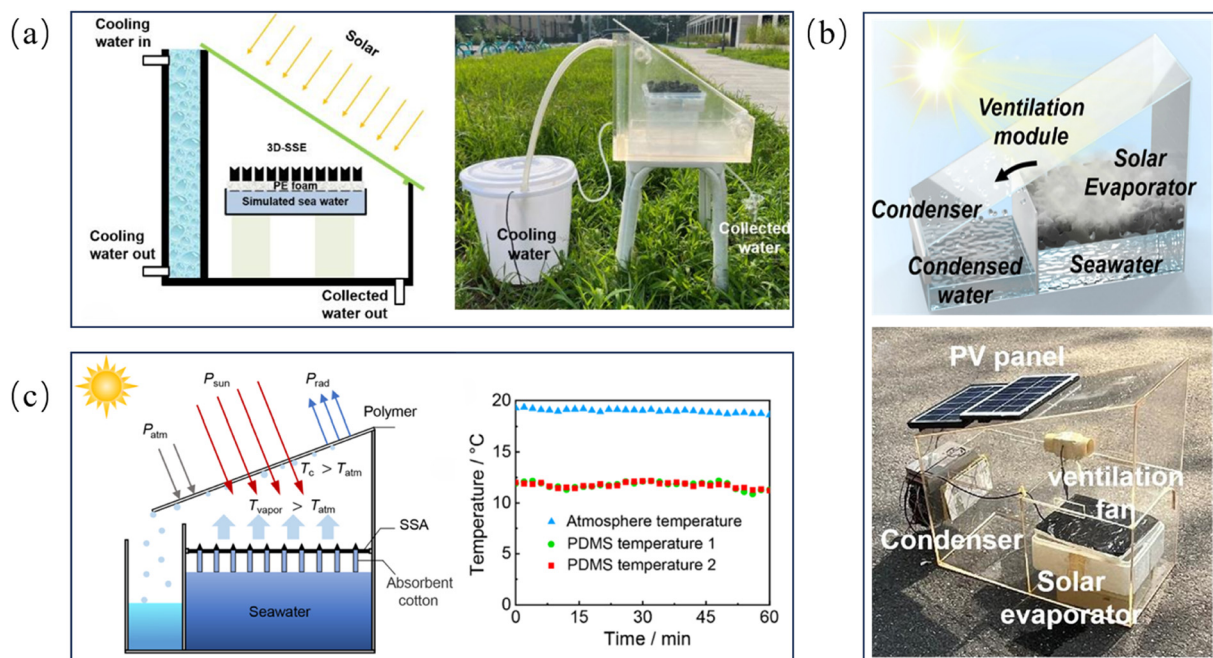 (a)
Cooling
water in
Solar
3D-SSE
PE foam
Simulated sea water
Cooling
water out
Collected
water out
Cooling
water
Collected
water
(b)
Ventilation
module
Solar
Evaporator
Condenser
Condensed
water
Seawater
PV panel
ventilation
fan
Condenser
Solar
evaporator
(c)
P_sun
P_rad
Polymer
P_atm
T_c > T_atm
T_vapor > T_atm
SSA
Absorbent
cotton
Seawater
Temperature / °C
20
15
10
5
0
Atmosphere temperature
PDMS temperature 1
PDMS temperature 2
0 20 40 60
Time / min